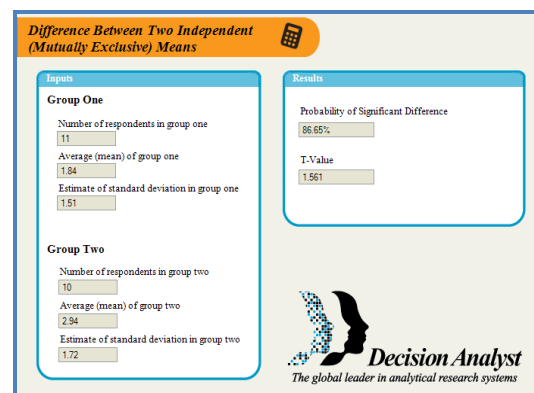 Difference Between Two Independent
(Mutually Exclusive) Means
Inputs
Group One
Number of respondents in group one
11
Average (mean) of group one
1.84
Estimate of standard deviation in group one
1.51
Group Two
Number of respondents in group two
10
Average (mean) of group two
2.94
Estimate of standard deviation in group two
1.72
Results
Probability of Significant Difference
86.65%
T-Value
1.561
Decision Analyst
The global leader in analytical research systems